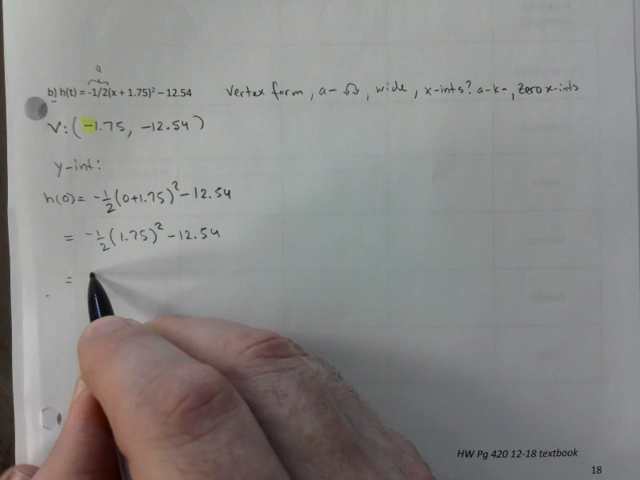 a
b) h(t) = -1/2(x + 1.75)² – 12.54 Vertex form, a- , wide, x-ints? a- k-, zero x-ints
V: (-1.75, -12.54)
y-int:
h(0) = -½(0+1.75)² - 12.54
= -½(1.75)² - 12.54
=
HW Pg 420 12-18 textbook
18